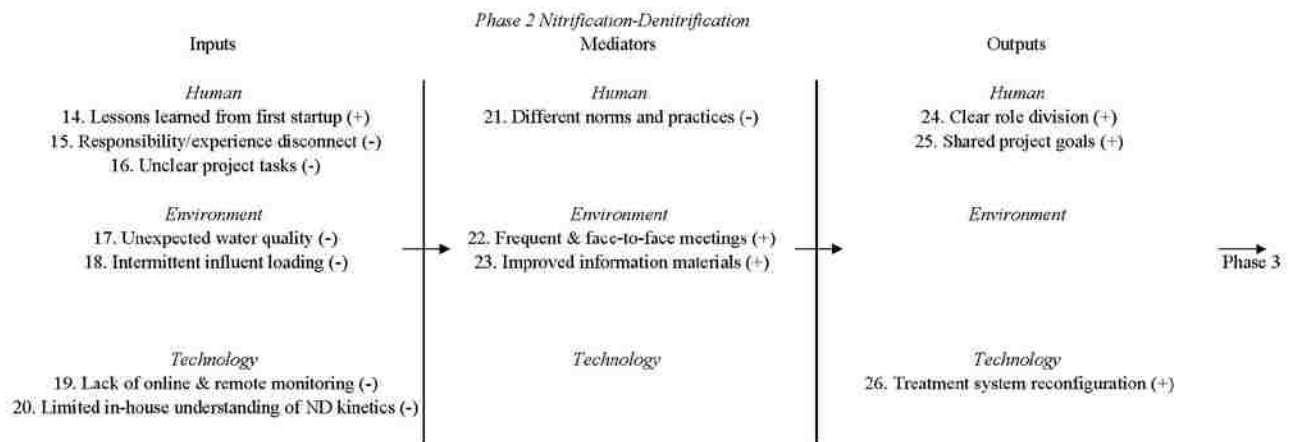 Phase 2 Nitrification-Denitrification
Inputs
Mediators
Outputs
Human
14. Lessons learned from first startup (+)
15. Responsibility/experience disconnect (-)
16. Unclear project tasks (-)
Environment
17. Unexpected water quality (-)
18. Intermittent influent loading (-)
Technology
19. Lack of online & remote monitoring (-)
20. Limited in-house understanding of ND kinetics (-)
Human
21. Different norms and practices (-)
Environment
22. Frequent & face-to-face meetings (+)
23. Improved information materials (+)
Technology
Human
24. Clear role division (+)
25. Shared project goals (+)
Environment
Technology
26. Treatment system reconfiguration (+)
Phase 3